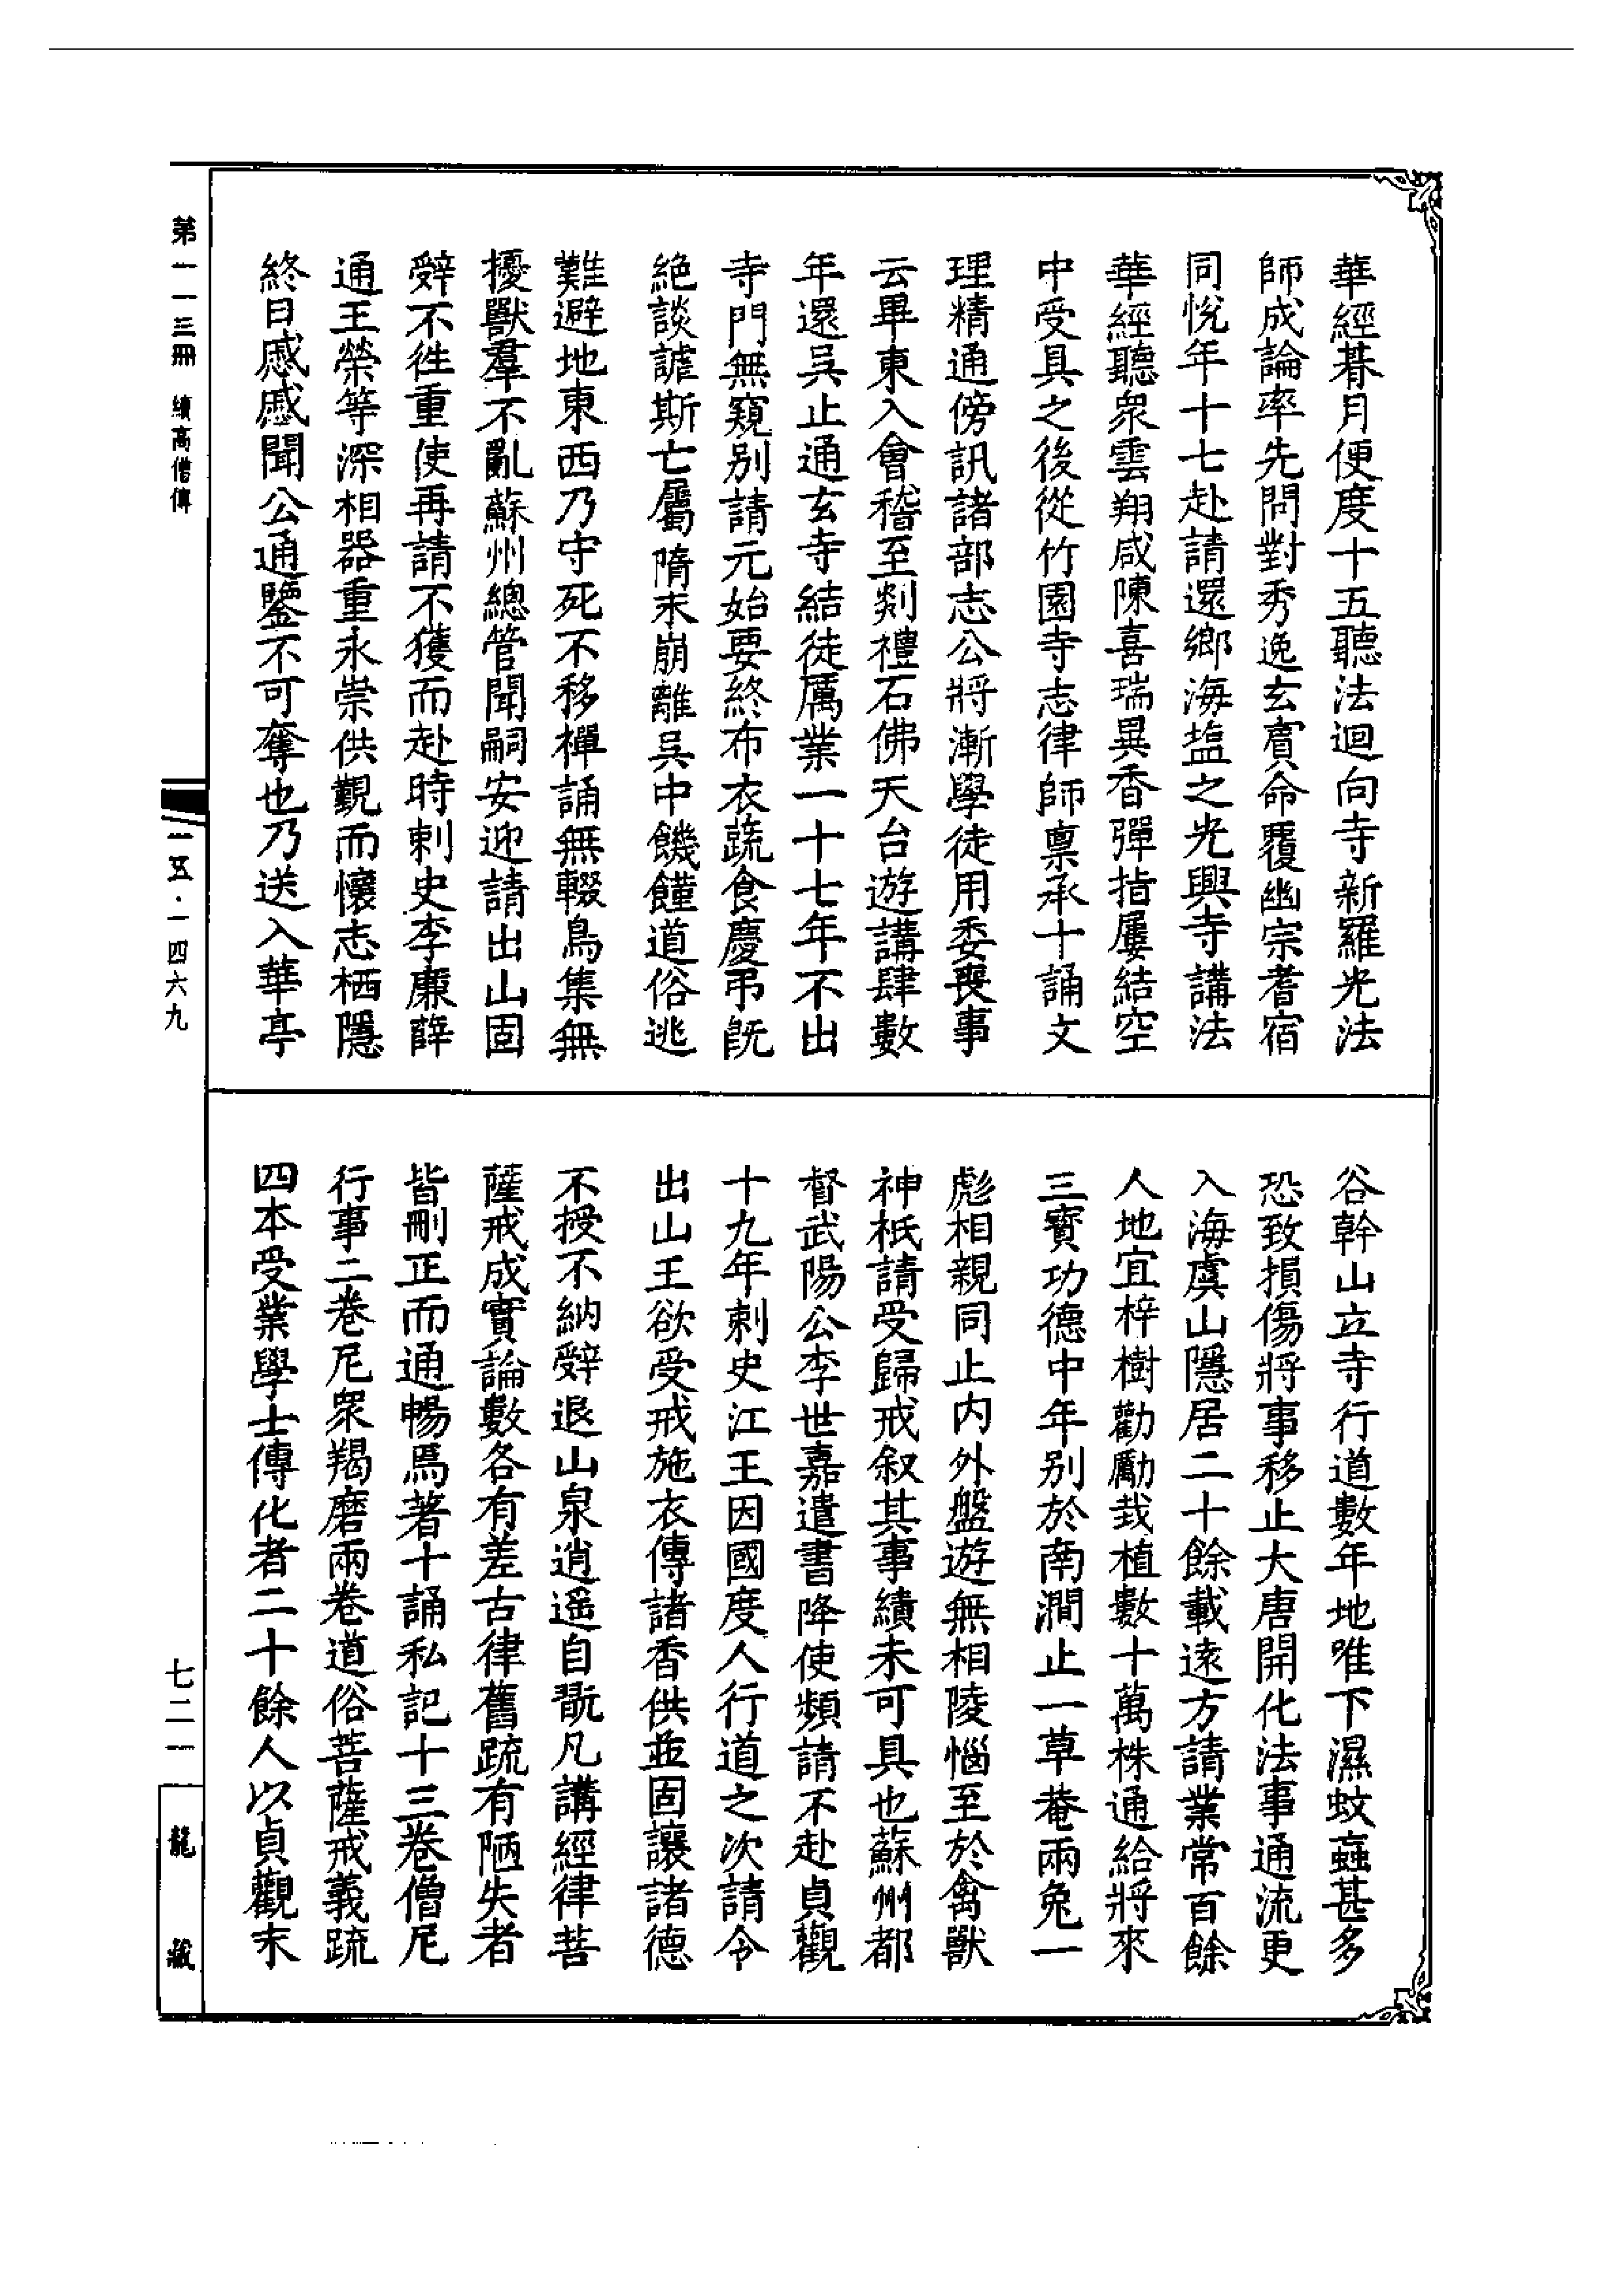 華經朞月便度十五聽法迴向寺新羅光法
師成論率先問對秀逸玄賓命覆幽宗耆宿
同悅年十七赴請還鄉海塩之光興寺講法
華經聽衆雲翔咸陳喜瑞異香彈指屢結空
中受具之後從竹園寺志律師禀承十誦文
理精通傍訊諸部志公將漸學徒用委喪事
云畢東入會稽至剡禮石佛天台遊講肆數
年還吳止通玄寺結徒厲業一十七年不出
寺門無窺別請元始要終布衣蔬食慶弔旣
絕談謔斯亡屬隋末崩離吳中饑饉道俗逃
難避地東西乃守死不移禪誦無輟鳥集無
擾獸羣不亂蘇州總管聞嗣安迎請出山固
辤不徃重使再請不獲而赴時剌史李廉薛
通王榮等深相器重永崇供覲而懷志栖隱
終日慼慼聞公通鑒不可奪也乃送入華亭
谷幹山立寺行道數年地唯下濕蚊蝱甚多
恐致損傷將事移止大唐開化法事通流更
入海虞山隱居二十餘載遠方請業常百餘
人地宜梓樹勸勵栽植數十萬株通給將來
三寶功德中年別於南澗止一草菴兩兔一
彪相親同止內外盤遊無相陵惱至於禽獸
神祇請受歸戒叙其事績未可具也蘇州都
督武陽公李世嘉遣書降使頻請不赴貞觀
十九年剌史江王因國度人行道之次請令
出山王欲受戒施衣傳諸香供並固讓諸德
不授不納辤退山泉逍遥自翫凡講經律菩
薩戒成實論數各有差古律舊䟽有陋失者
皆刪正而通暢焉著十誦私記十三卷僧尼
行事二卷尼衆羯磨兩卷道俗菩薩戒義䟽
四本受業學士傳化者二十餘人以貞觀末
第一一三冊 續高僧傳
一五·一四六九
七二一
龍藏